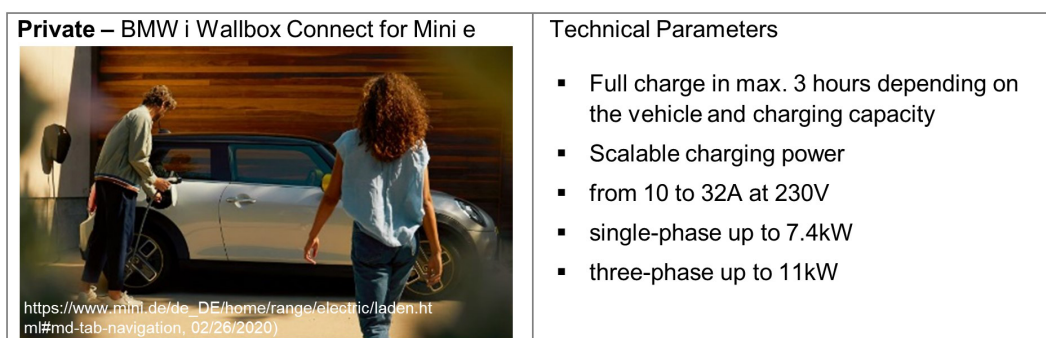 Private – BMW i Wallbox Connect for Mini e
https://www.mini.de/de_DE/home/range/electric/laden.ht
ml#md-tab-navigation, 02/26/2020)
Technical Parameters
▪ Full charge in max. 3 hours depending on
the vehicle and charging capacity
▪ Scalable charging power
▪ from 10 to 32A at 230V
▪ single-phase up to 7.4kW
▪ three-phase up to 11kW